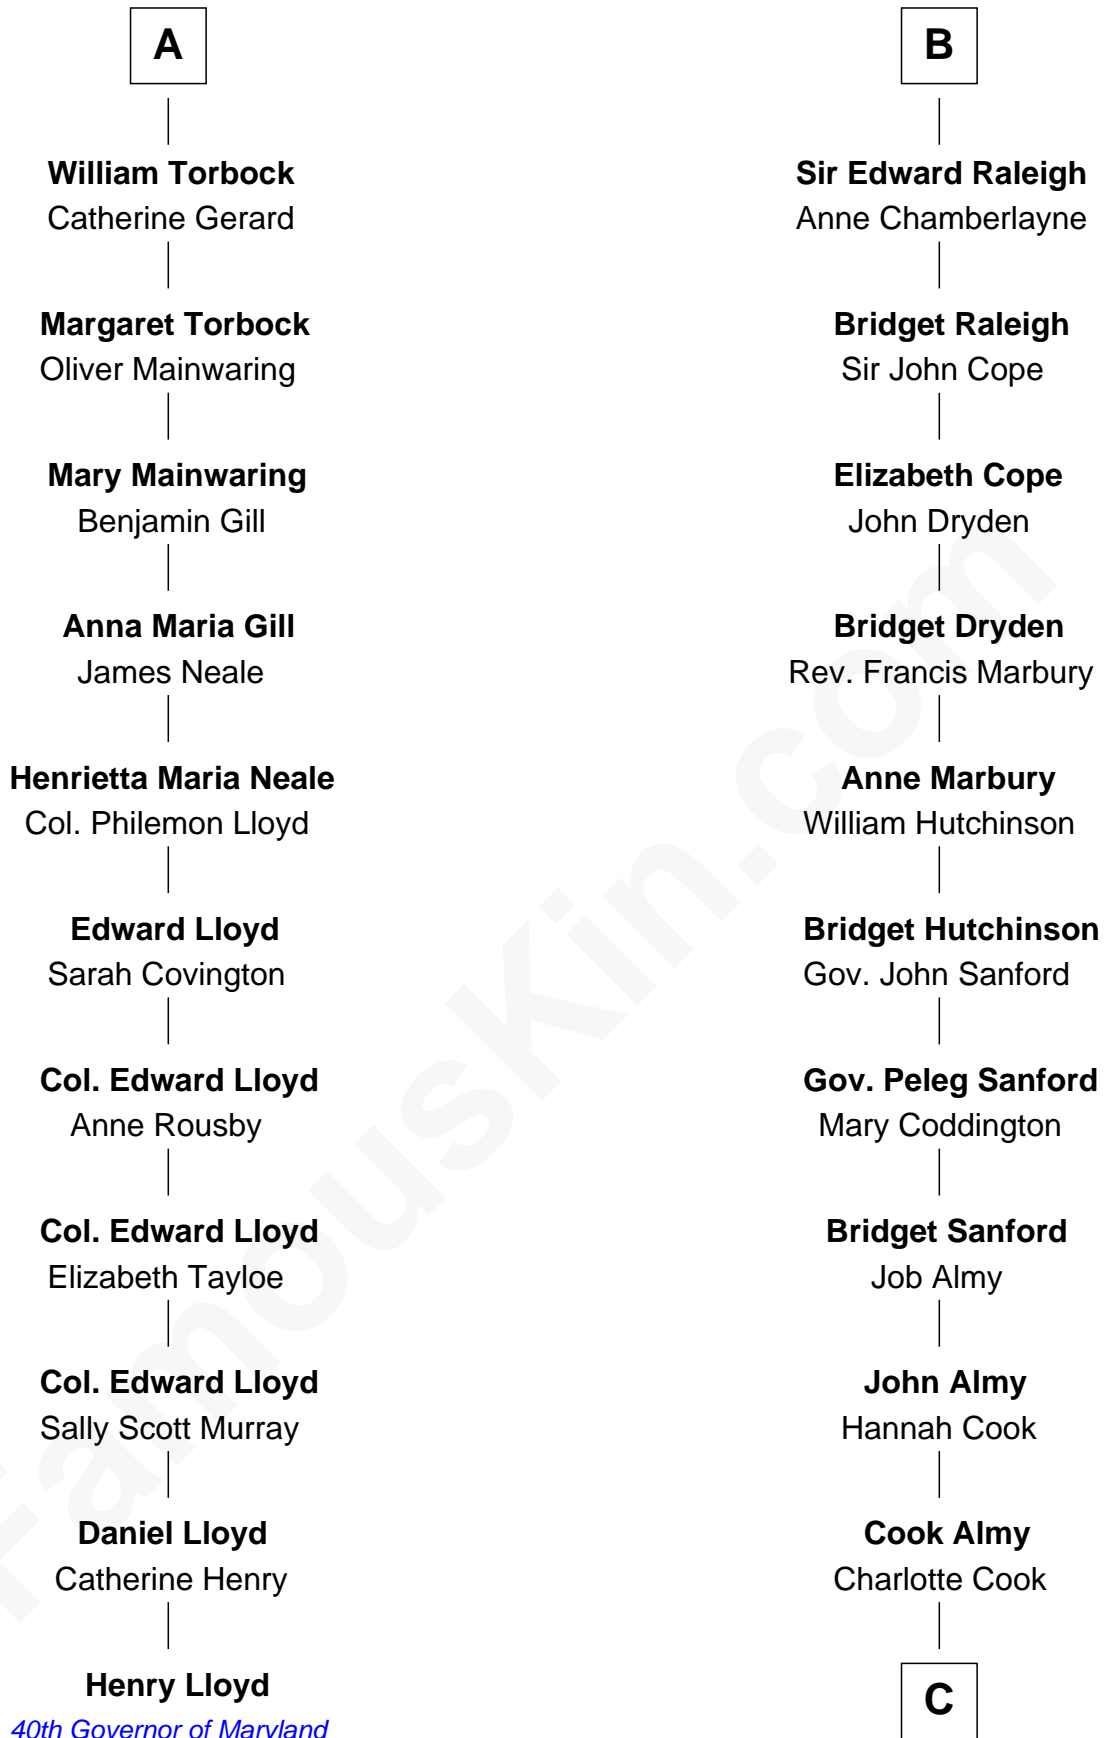 A
William Torbock
Catherine Gerard
Margaret Torbock
Oliver Mainwaring
Mary Mainwaring
Benjamin Gill
Anna Maria Gill
James Neale
Henrietta Maria Neale
Col. Philemon Lloyd
Edward Lloyd
Sarah Covington
Col. Edward Lloyd
Anne Rousby
Col. Edward Lloyd
Elizabeth Tayloe
Col. Edward Lloyd
Sally Scott Murray
Daniel Lloyd
Catherine Henry
Henry Lloyd
40th Governor of Maryland
B
Sir Edward Raleigh
Anne Chamberlayne
Bridget Raleigh
Sir John Cope
Elizabeth Cope
John Dryden
Bridget Dryden
Rev. Francis Marbury
Anne Marbury
William Hutchinson
Bridget Hutchinson
Gov. John Sanford
Gov. Peleg Sanford
Mary Coddington
Bridget Sanford
Job Almy
John Almy
Hannah Cook
Cook Almy
Charlotte Cook
C
FamousKin.com